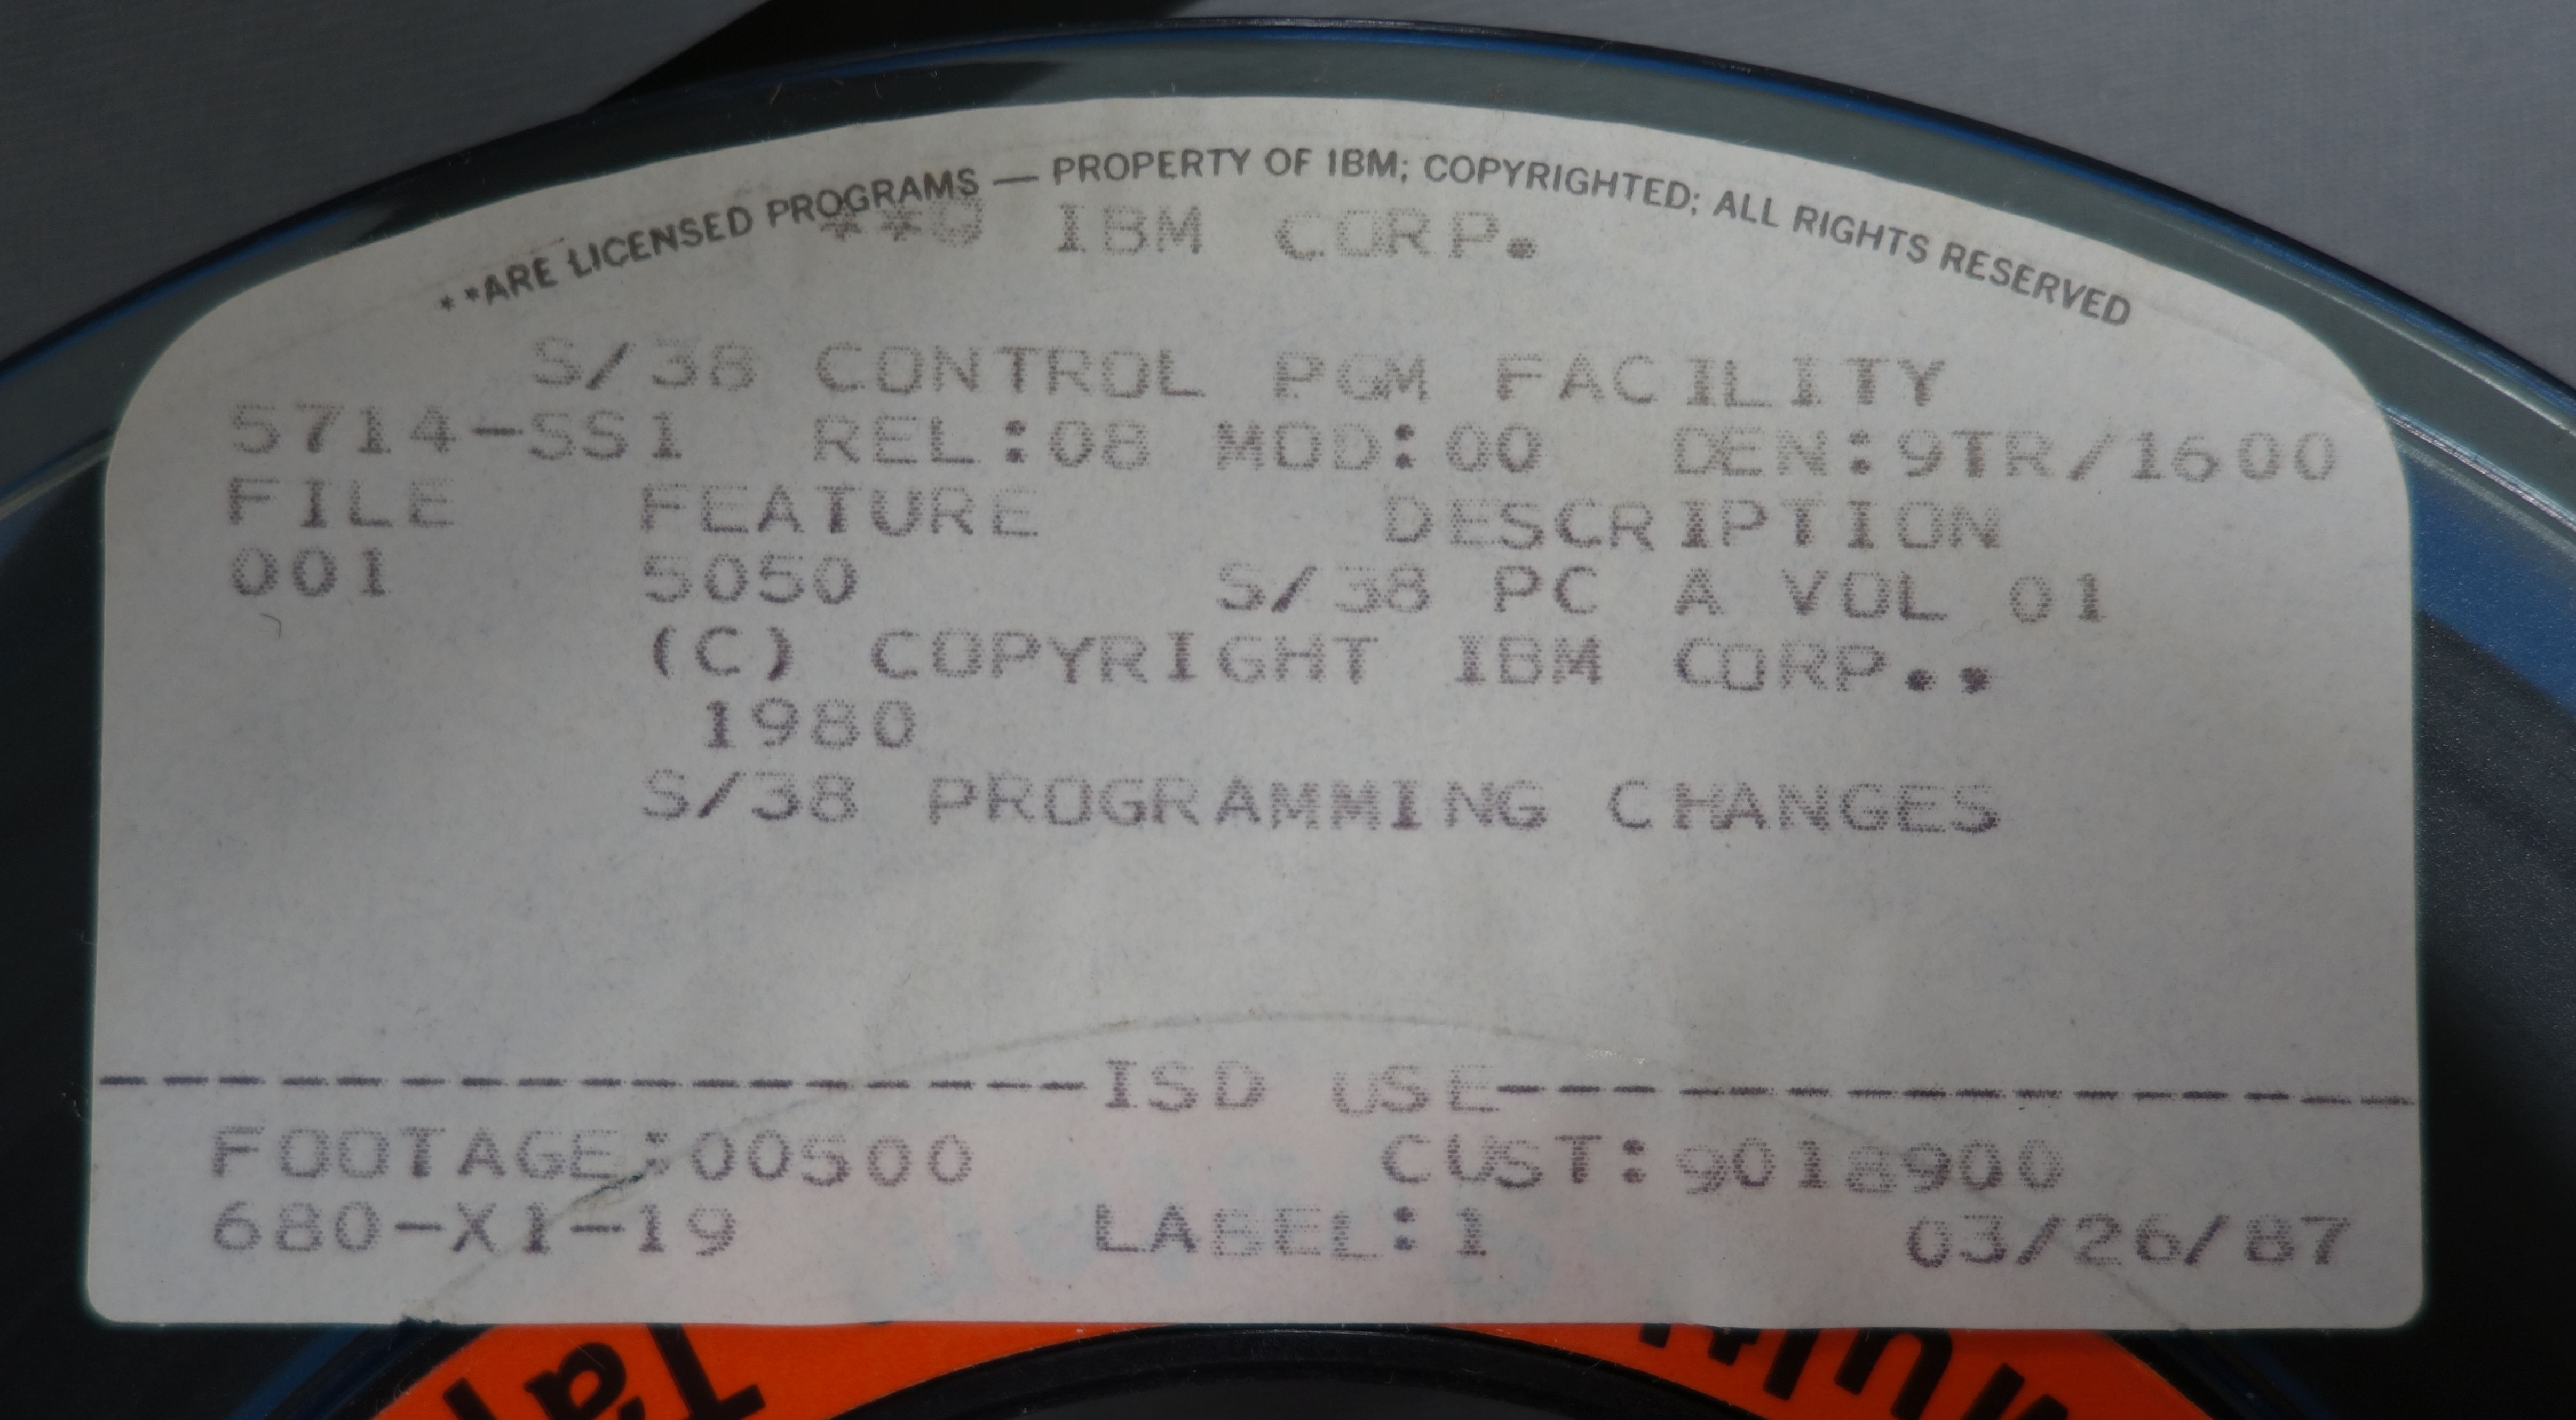 **ARE LICENSED PROGRAMS — PROPERTY OF IBM; COPYRIGHTED; ALL RIGHTS RESERVED
**© IBM CORP.
S/38 CONTROL PGM FACILITY
5714-SS1 REL:08 MOD:00 DEN:9TR/1600
FILE FEATURE DESCRIPTION
001 5050 S/38 PC A VOL 01
(C) COPYRIGHT IBM CORP.,
1980
S/38 PROGRAMMING CHANGES
-----------------ISD USE----------------
FOOTAGE:00500 CUST:9018900
680-X1-19 LABEL:1 03/26/87